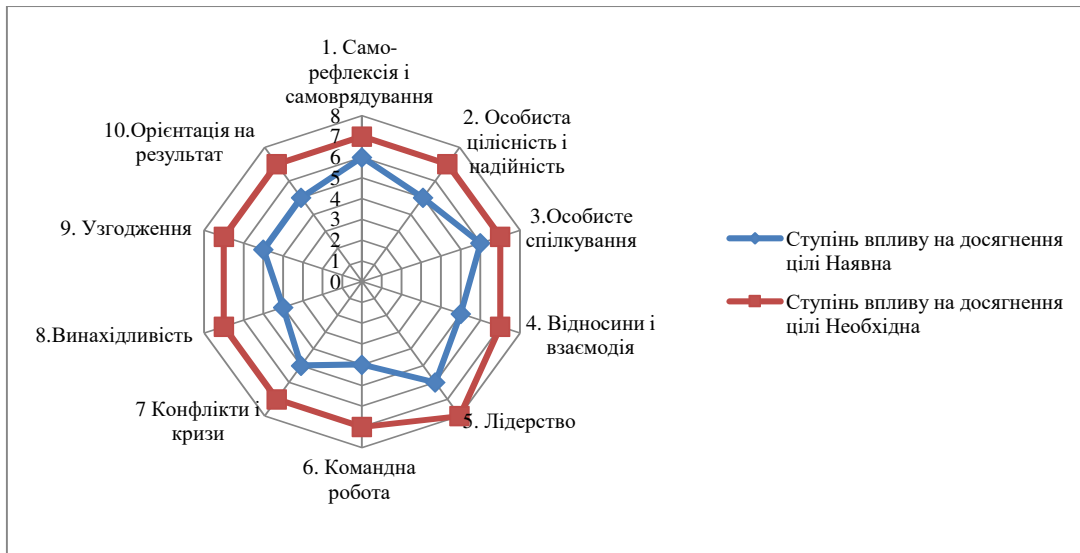 1. Само-
рефлексія і
самоврядування
2. Особиста
цілісність і
надійність
3.Особисте
спілкування
4. Відносини і
взаємодія
5. Лідерство
6. Командна
робота
7 Конфлікти і
кризи
8.Винахідливість
9. Узгодження
10.Орієнтація на
результат
8
7
6
5
4
3
2
1
0
Ступінь впливу на досягнення
цілі Наявна
Ступінь впливу на досягнення
цілі Необхідна